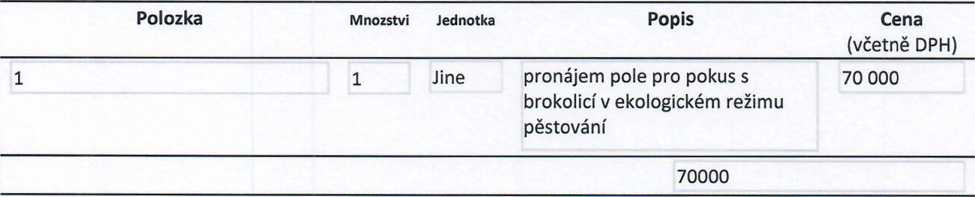 Polozka Mnozstvi Jednotka Popis Cena
(včetně DPH)
1 1 Jine pronájem pole pro pokus s 70 000
brokolicí v ekologickém režimu
pěstování
70000